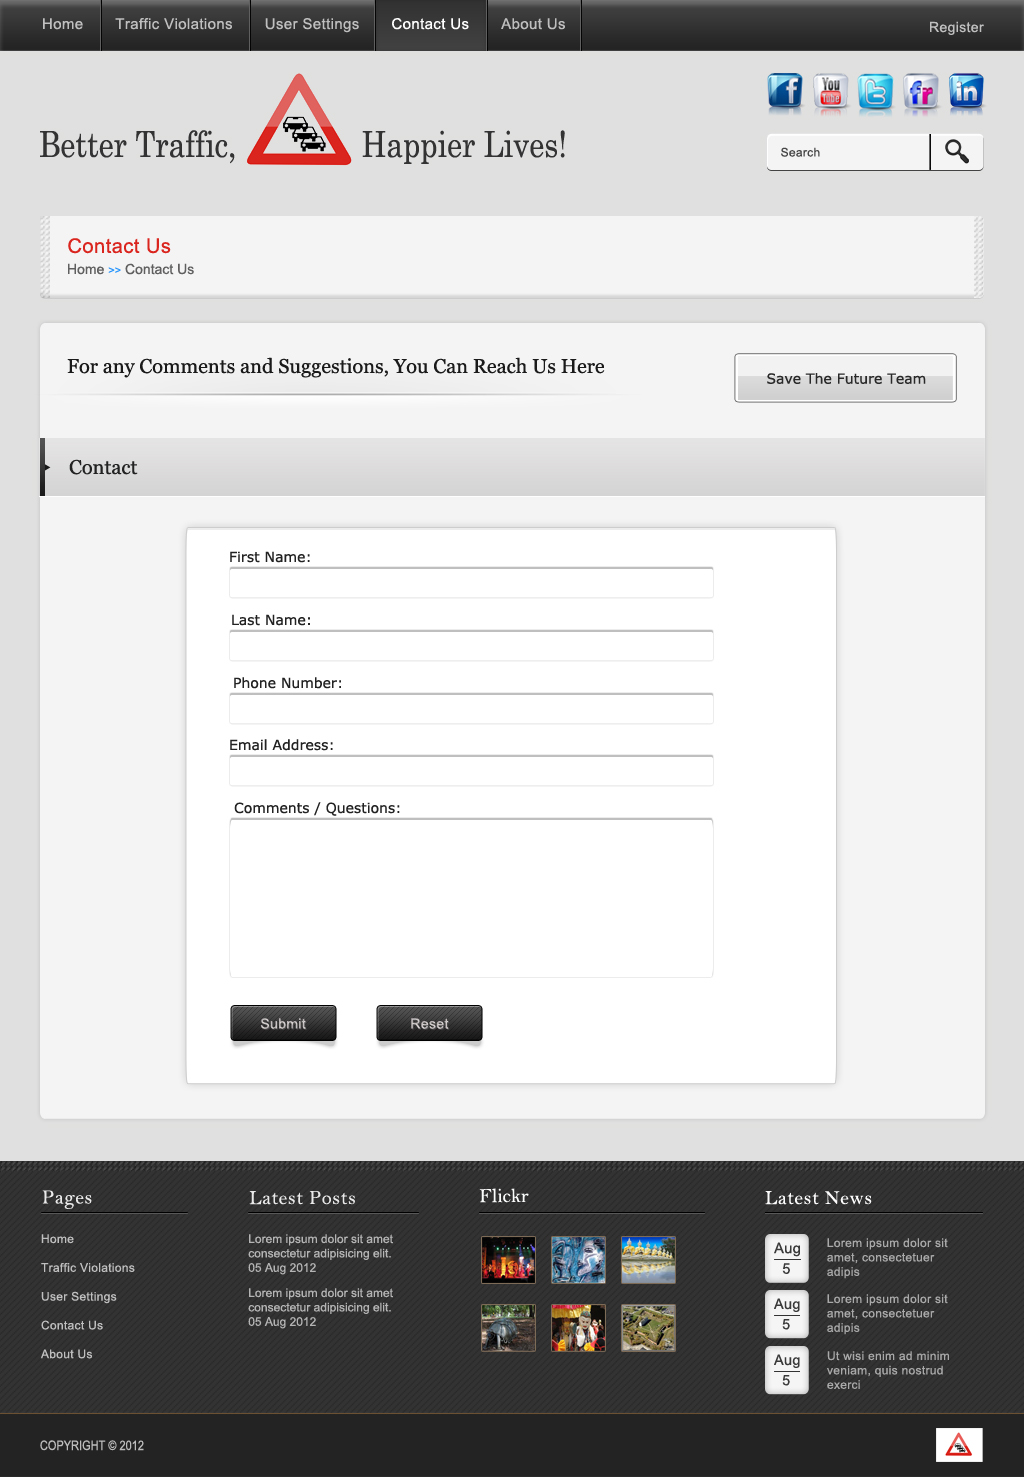 Home Traffic Violations User Settings Contact Us About Us Register
f You Tube t fr in
Better Traffic, Happier Lives!
Search
Contact Us
Home >> Contact Us
For any Comments and Suggestions, You Can Reach Us Here
Save The Future Team
Contact
First Name:
Last Name:
Phone Number:
Email Address:
Comments / Questions:
Submit Reset
Pages
Home
Traffic Violations
User Settings
Contact Us
About Us
Latest Posts
Lorem ipsum dolor sit amet
consectetur adipisicing elit.
05 Aug 2012
Lorem ipsum dolor sit amet
consectetur adipisicing elit.
05 Aug 2012
Flickr
Latest News
Aug
5
Lorem ipsum dolor sit
amet, consectetuer
adipis
Aug
5
Lorem ipsum dolor sit
amet, consectetuer
adipis
Aug
5
Ut wisi enim ad minim
veniam, quis nostrud
exerci
COPYRIGHT © 2012